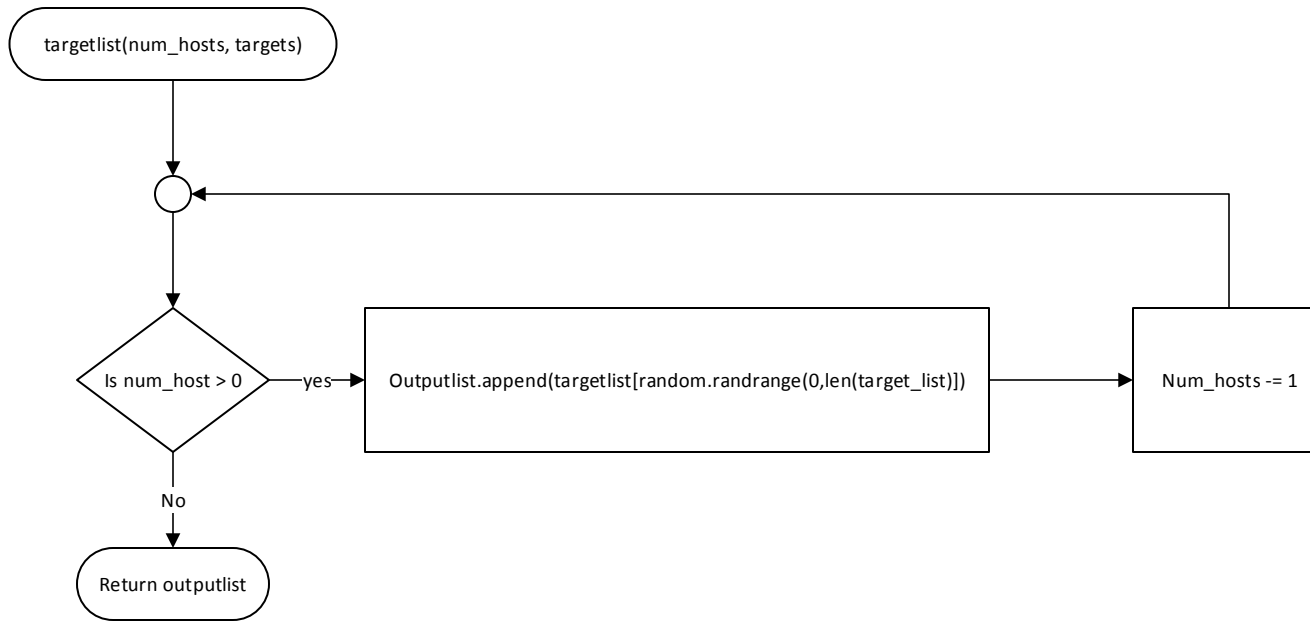 targetlist(num_hosts, targets)
Is num_host > 0
yes
Outputlist.append(targetlist[random.randrange(0,len(target_list)])
Num_hosts -= 1
No
Return outputlist